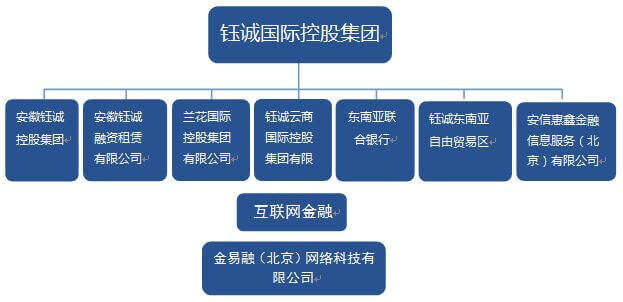 钰诚国际控股集团
安徽钰诚
控股集团
安徽钰诚
融资租赁
有限公司
兰花国际
控股集团
有限公司
钰诚云商
国际控股
集团有限
东南亚联
合银行
钰诚东南亚
自由贸易区
安信惠鑫金融
信息服务（北
京）有限公司
互联网金融
金易融（北京）网络科技有
限公司